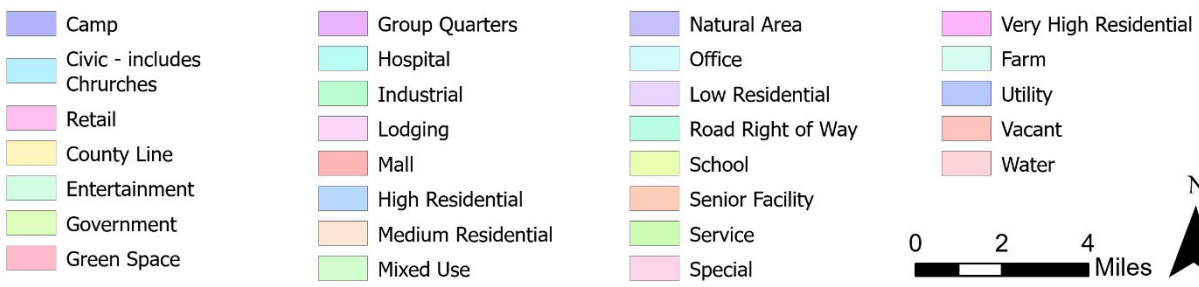 Camp
Civic - includes
Chrurches
Retail
County Line
Entertainment
Government
Green Space
Group Quarters
Hospital
Industrial
Lodging
Mall
High Residential
Medium Residential
Mixed Use
Natural Area
Office
Low Residential
Road Right of Way
School
Senior Facility
Service
Special
Very High Residential
Farm
Utility
Vacant
Water
N
0 2 4
Miles